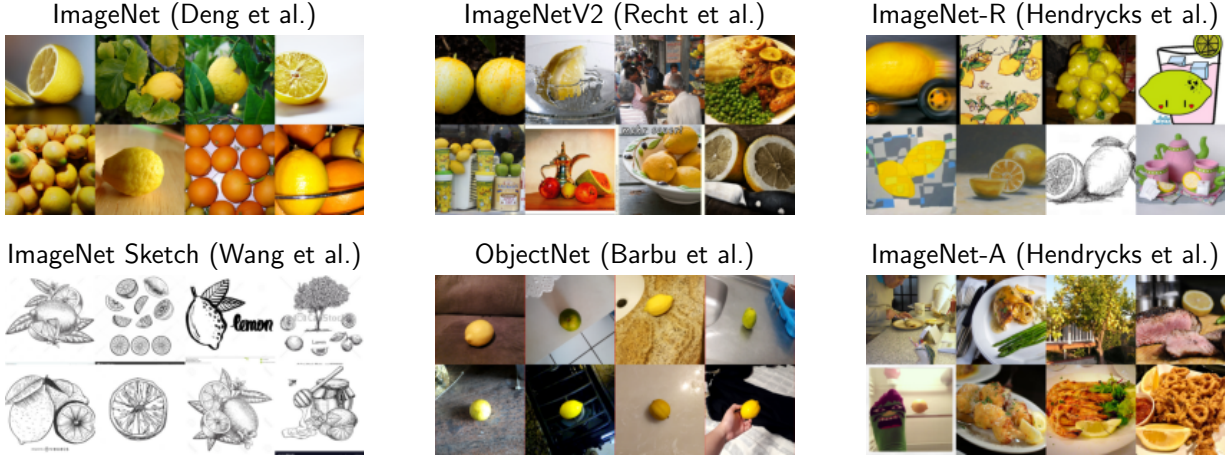 ImageNet (Deng et al.)
ImageNetV2 (Recht et al.)
ImageNet-R (Hendrycks et al.)
ImageNet Sketch (Wang et al.)
ObjectNet (Barbu et al.)
ImageNet-A (Hendrycks et al.)
lemon